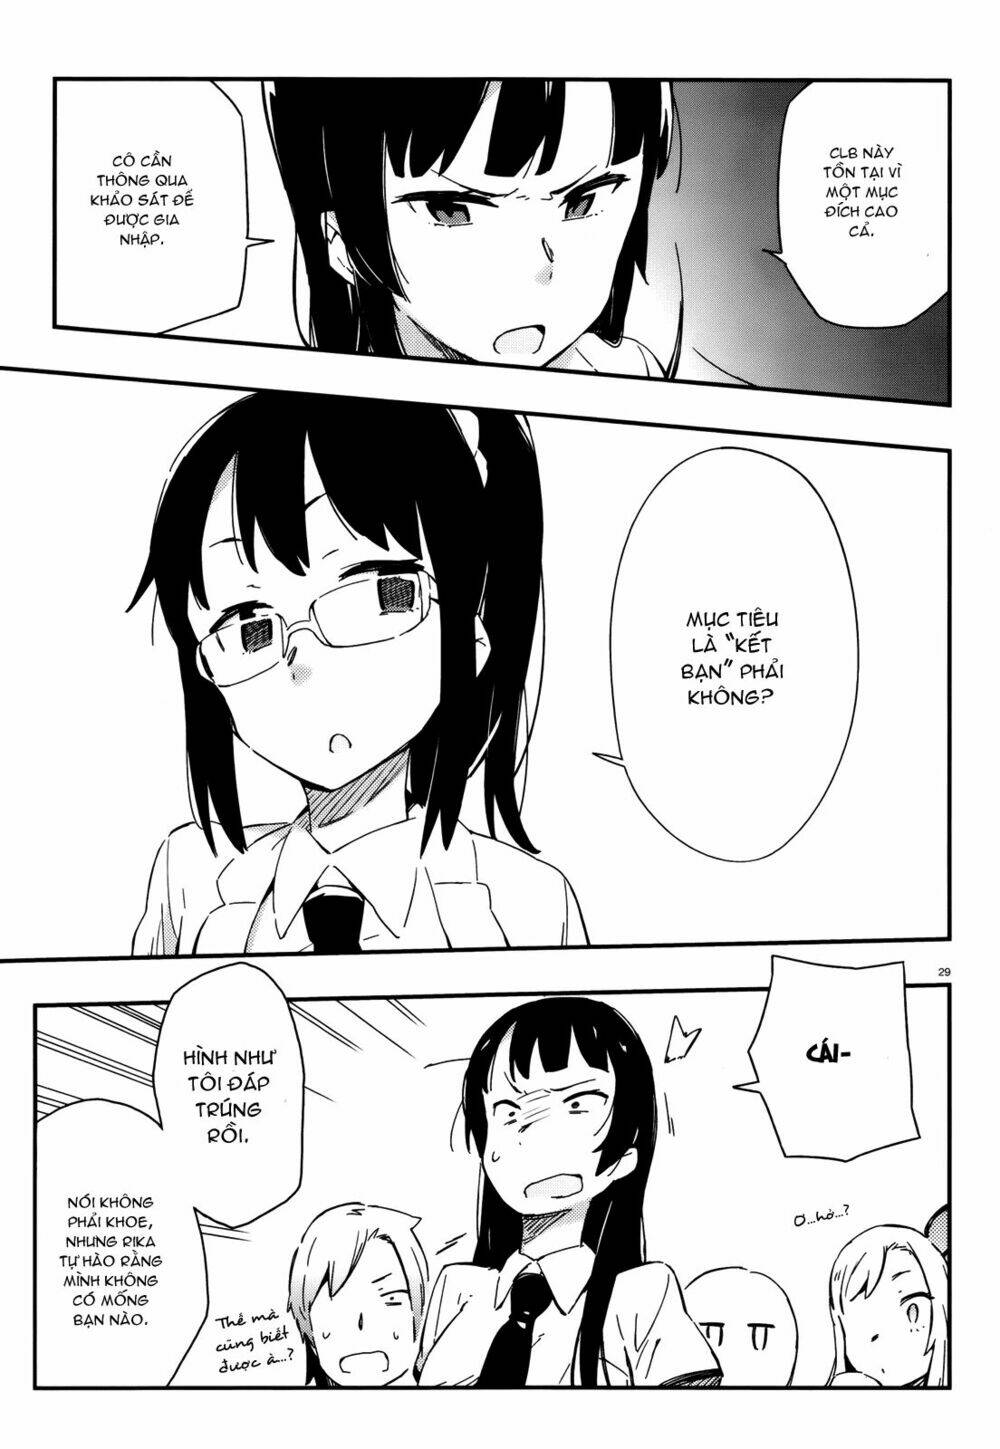 CLB NÀY
TỒN TẠI VÌ
MỘT MỤC
ĐÍCH CAO
CẢ.
CÔ CẦN
THÔNG QUA
KHẢO SÁT ĐỂ
ĐƯỢC GIA
NHẬP.
MỤC TIÊU
LÀ "KẾT
BẠN" PHẢI
KHÔNG?
29
CÁI-
Ơ...hở...?
HÌNH NHƯ
TÔI ĐÁP
TRÚNG
RỒI.
NÓI KHÔNG
PHẢI KHOE,
NHƯNG RIKA
TỰ HÀO RẰNG
MÌNH KHÔNG
CÓ MỐNG
BẠN NÀO.
Thế mà
cũng biết
được à...?